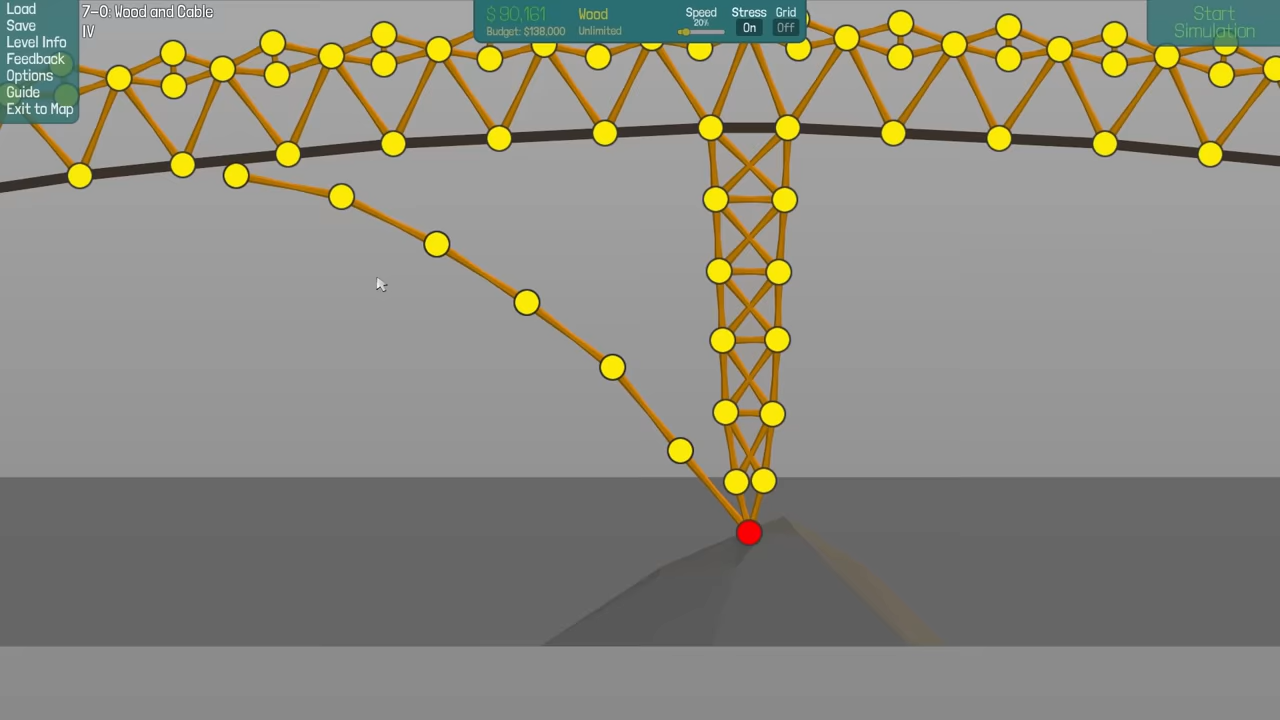 Load
Save
Level Info
Feedback
Options
Guide
Exit to Map
7-0: Wood and Cable
IV
$ 90,161
Budget: $138,000
Wood
Unlimited
Speed
20%
Stress
On
Grid
Off
Start
Simulation